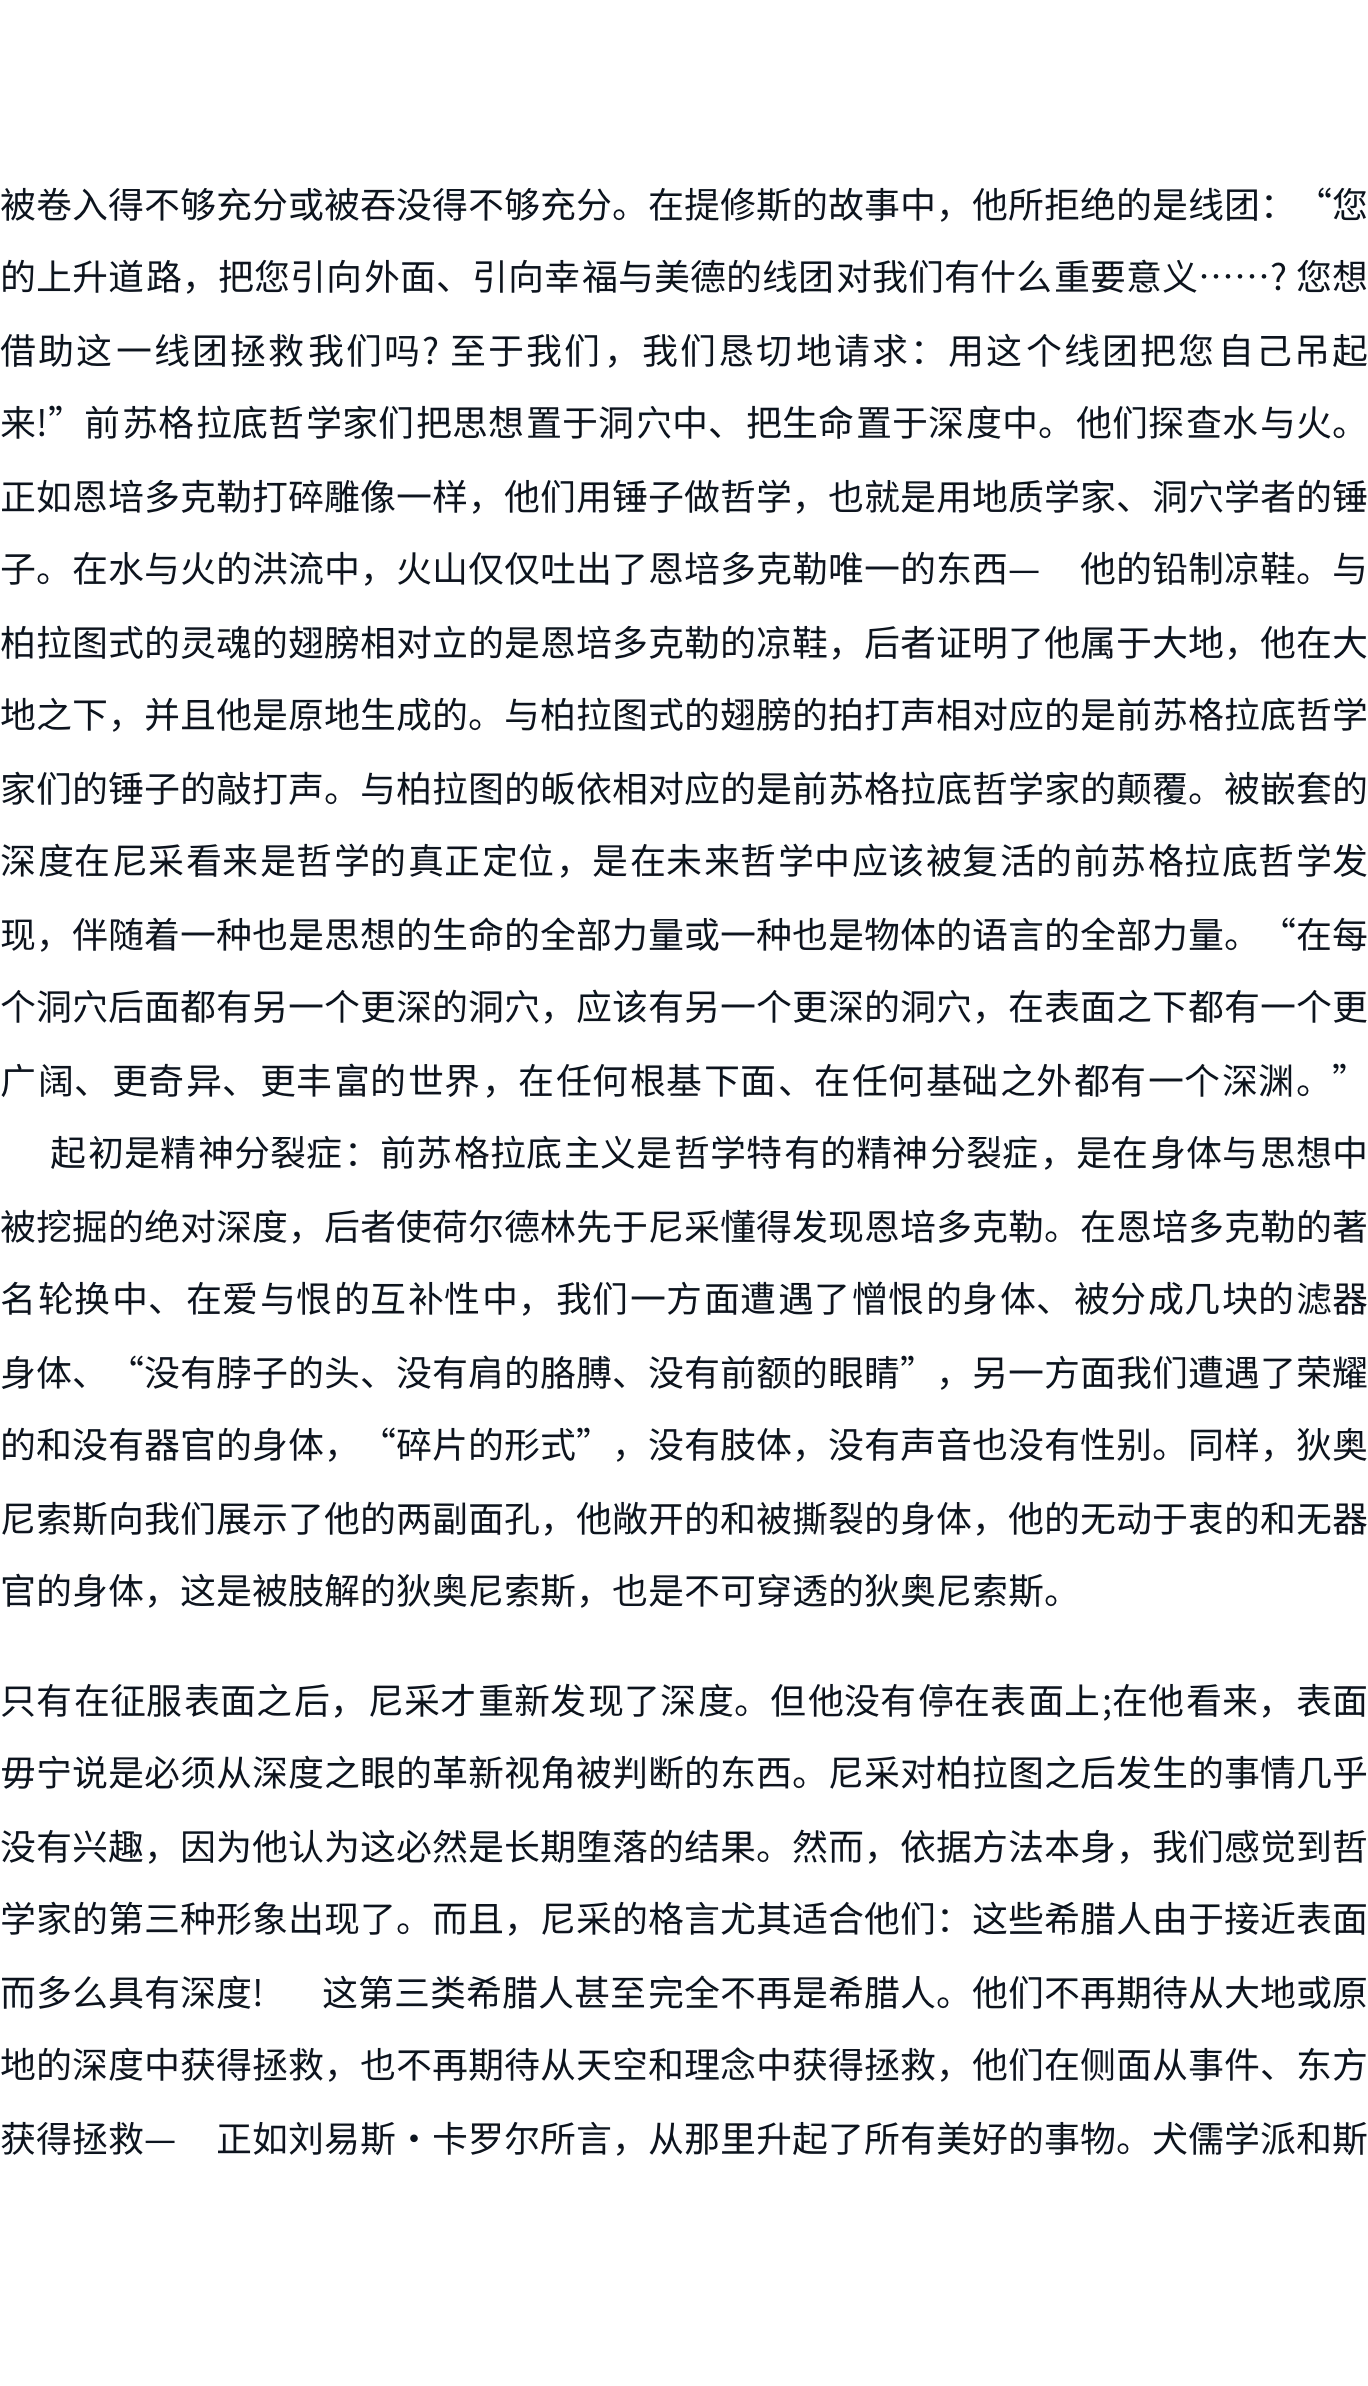 被卷入得不够充分或被吞没得不够充分。在提修斯的故事中，他所拒绝的是线团：“您
的上升道路，把您引向外面、引向幸福与美德的线团对我们有什么重要意义……? 您想
借助这一线团拯救我们吗? 至于我们，我们恳切地请求：用这个线团把您自己吊起
来!”前苏格拉底哲学家们把思想置于洞穴中、把生命置于深度中。他们探查水与火。
正如恩培多克勒打碎雕像一样，他们用锤子做哲学，也就是用地质学家、洞穴学者的锤
子。在水与火的洪流中，火山仅仅吐出了恩培多克勒唯一的东西—　他的铅制凉鞋。与
柏拉图式的灵魂的翅膀相对立的是恩培多克勒的凉鞋，后者证明了他属于大地，他在大
地之下，并且他是原地生成的。与柏拉图式的翅膀的拍打声相对应的是前苏格拉底哲学
家们的锤子的敲打声。与柏拉图的皈依相对应的是前苏格拉底哲学家的颠覆。被嵌套的
深度在尼采看来是哲学的真正定位，是在未来哲学中应该被复活的前苏格拉底哲学发
现，伴随着一种也是思想的生命的全部力量或一种也是物体的语言的全部力量。“在每
个洞穴后面都有另一个更深的洞穴，应该有另一个更深的洞穴，在表面之下都有一个更
广阔、更奇异、更丰富的世界，在任何根基下面、在任何基础之外都有一个深渊。”
　起初是精神分裂症：前苏格拉底主义是哲学特有的精神分裂症，是在身体与思想中
被挖掘的绝对深度，后者使荷尔德林先于尼采懂得发现恩培多克勒。在恩培多克勒的著
名轮换中、在爱与恨的互补性中，我们一方面遭遇了憎恨的身体、被分成几块的滤器
身体、“没有脖子的头、没有肩的胳膊、没有前额的眼睛”，另一方面我们遭遇了荣耀
的和没有器官的身体，“碎片的形式”，没有肢体，没有声音也没有性别。同样，狄奥
尼索斯向我们展示了他的两副面孔，他敞开的和被撕裂的身体，他的无动于衷的和无器
官的身体，这是被肢解的狄奥尼索斯，也是不可穿透的狄奥尼索斯。
只有在征服表面之后，尼采才重新发现了深度。但他没有停在表面上;在他看来，表面
毋宁说是必须从深度之眼的革新视角被判断的东西。尼采对柏拉图之后发生的事情几乎
没有兴趣，因为他认为这必然是长期堕落的结果。然而，依据方法本身，我们感觉到哲
学家的第三种形象出现了。而且，尼采的格言尤其适合他们：这些希腊人由于接近表面
而多么具有深度!　这第三类希腊人甚至完全不再是希腊人。他们不再期待从大地或原
地的深度中获得拯救，也不再期待从天空和理念中获得拯救，他们在侧面从事件、东方
获得拯救—　正如刘易斯·卡罗尔所言，从那里升起了所有美好的事物。犬儒学派和斯